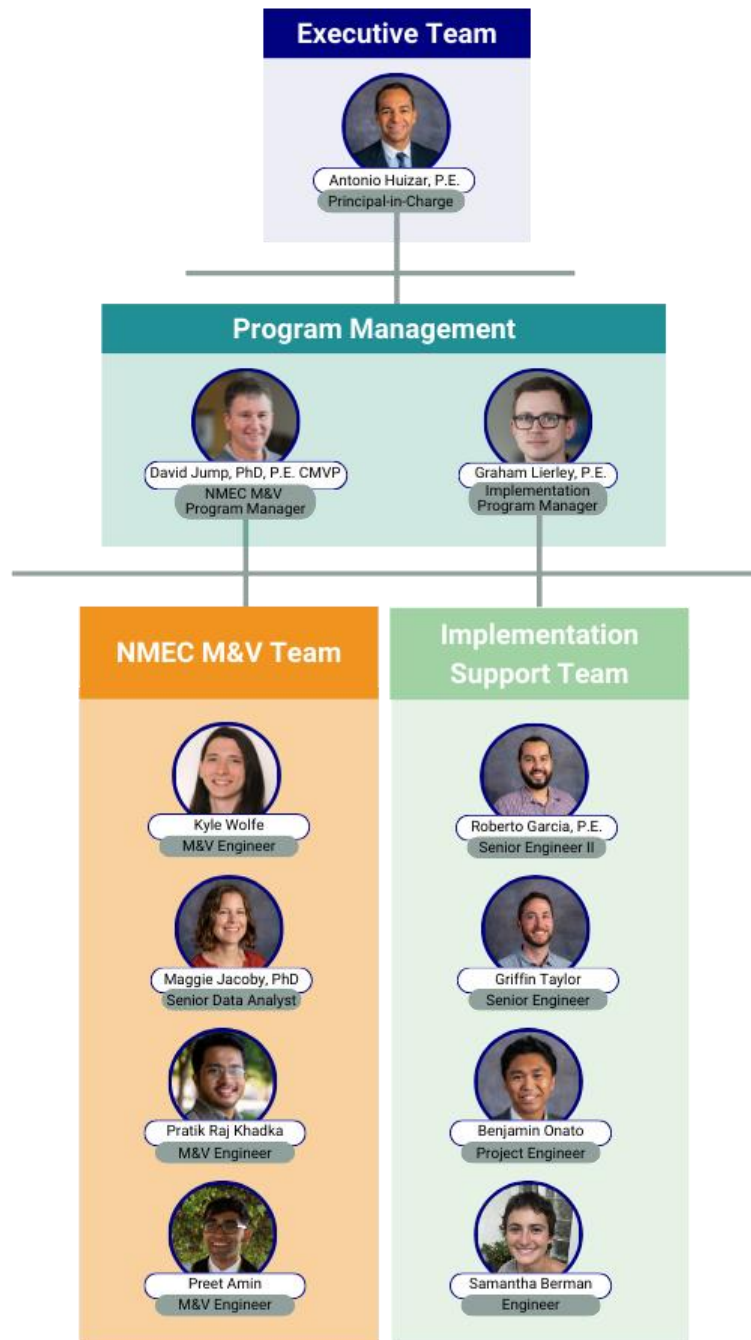 Executive Team
Antonio Huizar, P.E.
Principal-in-Charge
Program Management
David Jump, PhD, P.E. CMVP
NMEC M&V
Program Manager
Graham Lierley, P.E.
Implementation
Program Manager
NMEC M&V Team
Kyle Wolfe
M&V Engineer
Maggie Jacoby, PhD
Senior Data Analyst
Pratik Raj Khadka
M&V Engineer
Preet Amin
M&V Engineer
Implementation
Support Team
Roberto Garcia, P.E.
Senior Engineer II
Griffin Taylor
Senior Engineer
Benjamin Onato
Project Engineer
Samantha Berman
Engineer